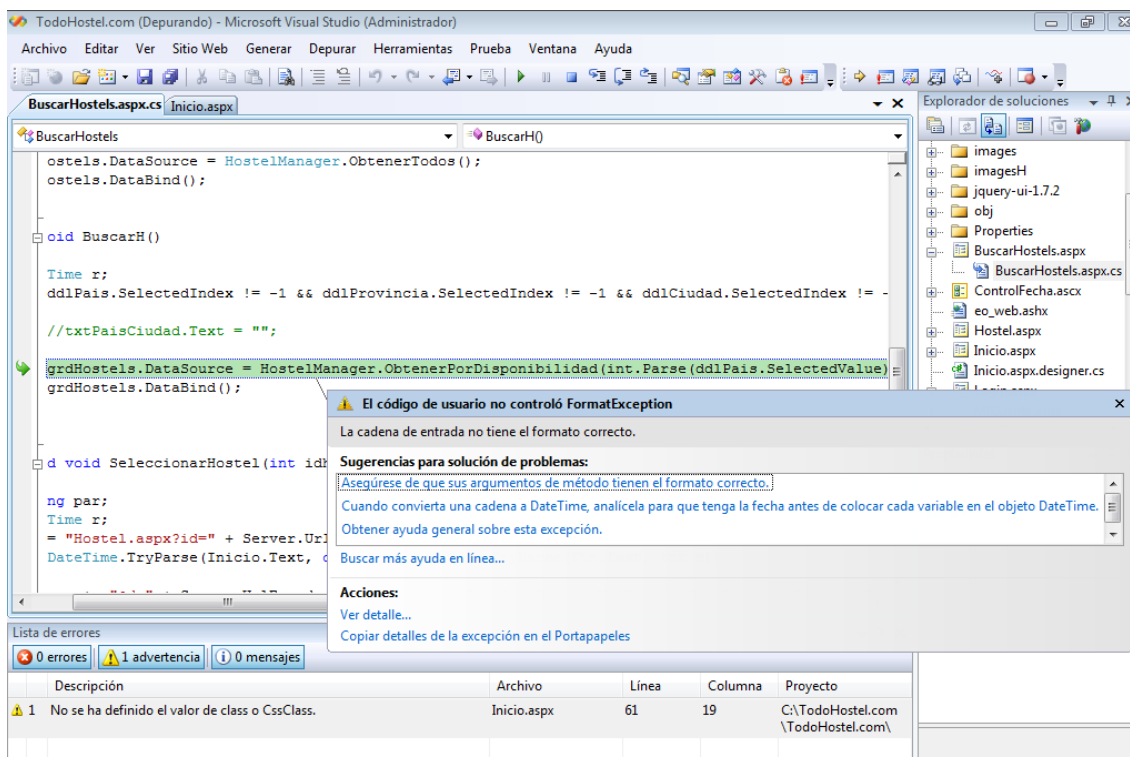 TodoHostel.com (Depurando) - Microsoft Visual Studio (Administrador)
Archivo Editar Ver Sitio Web Generar Depurar Herramientas Prueba Ventana Ayuda
BuscarHostels.aspx.cs Inicio.aspx
BuscarHostels BuscarH()
ostels.DataSource = HostelManager.ObtenerTodos();
ostels.DataBind();
oid BuscarH()
Time r;
ddlPais.SelectedIndex != -1 && ddlProvincia.SelectedIndex != -1 && ddlCiudad.SelectedIndex != -
//txtPaisCiudad.Text = "";
grdHostels.DataSource = HostelManager.ObtenerPorDisponibilidad(int.Parse(ddlPais.SelectedValue)
grdHostels.DataBind();
d void SeleccionarHostel(int idH
ng par;
Time r;
= "Hostel.aspx?id=" + Server.Url
DateTime.TryParse(Inicio.Text,
El código de usuario no controló FormatException
La cadena de entrada no tiene el formato correcto.
Sugerencias para solución de problemas:
Asegúrese de que sus argumentos de método tienen el formato correcto.
Cuando convierta una cadena a DateTime, analícela para que tenga la fecha antes de colocar cada variable en el objeto DateTime.
Obtener ayuda general sobre esta excepción.
Buscar más ayuda en línea...
Acciones:
Ver detalle...
Copiar detalles de la excepción en el Portapapeles
Explorador de soluciones
images
imagesH
jquery-ui-1.7.2
obj
Properties
BuscarHostels.aspx
BuscarHostels.aspx.cs
ControlFecha.ascx
eo_web.ashx
Hostel.aspx
Inicio.aspx
Inicio.aspx.designer.cs
Lista de errores
0 errores 1 advertencia 0 mensajes
Descripción Archivo Línea Columna Proyecto
1 No se ha definido el valor de class o CssClass. Inicio.aspx 61 19 C:\TodoHostel.com
\TodoHostel.com\